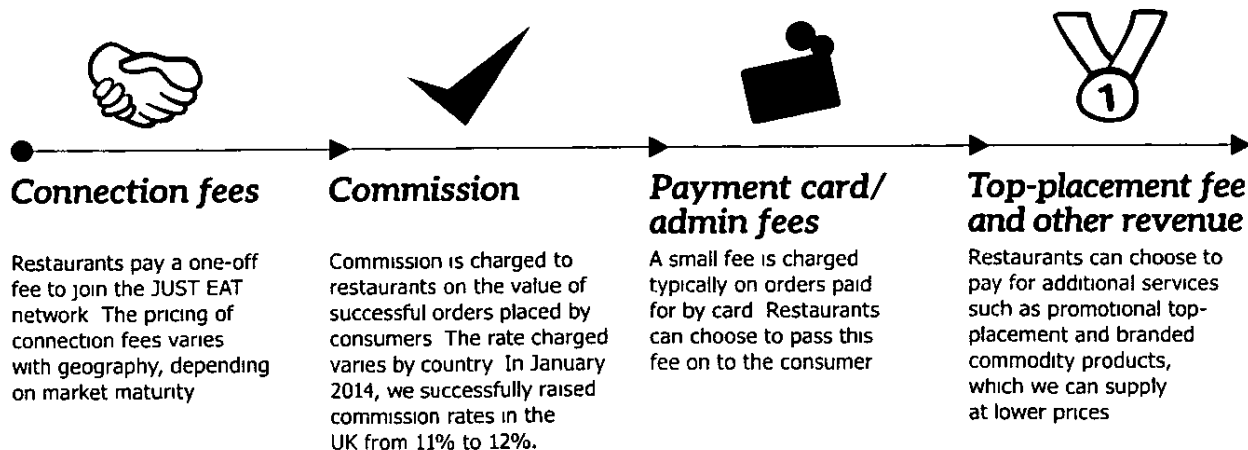 1
Connection fees
Restaurants pay a one-off
fee to join the JUST EAT
network The pricing of
connection fees varies
with geography, depending
on market maturity
Commission
Commission is charged to
restaurants on the value of
successful orders placed by
consumers The rate charged
varies by country In January
2014, we successfully raised
commission rates in the
UK from 11% to 12%.
Payment card/
admin fees
A small fee is charged
typically on orders paid
for by card Restaurants
can choose to pass this
fee on to the consumer
Top-placement fee
and other revenue
Restaurants can choose to
pay for additional services
such as promotional top-
placement and branded
commodity products,
which we can supply
at lower prices